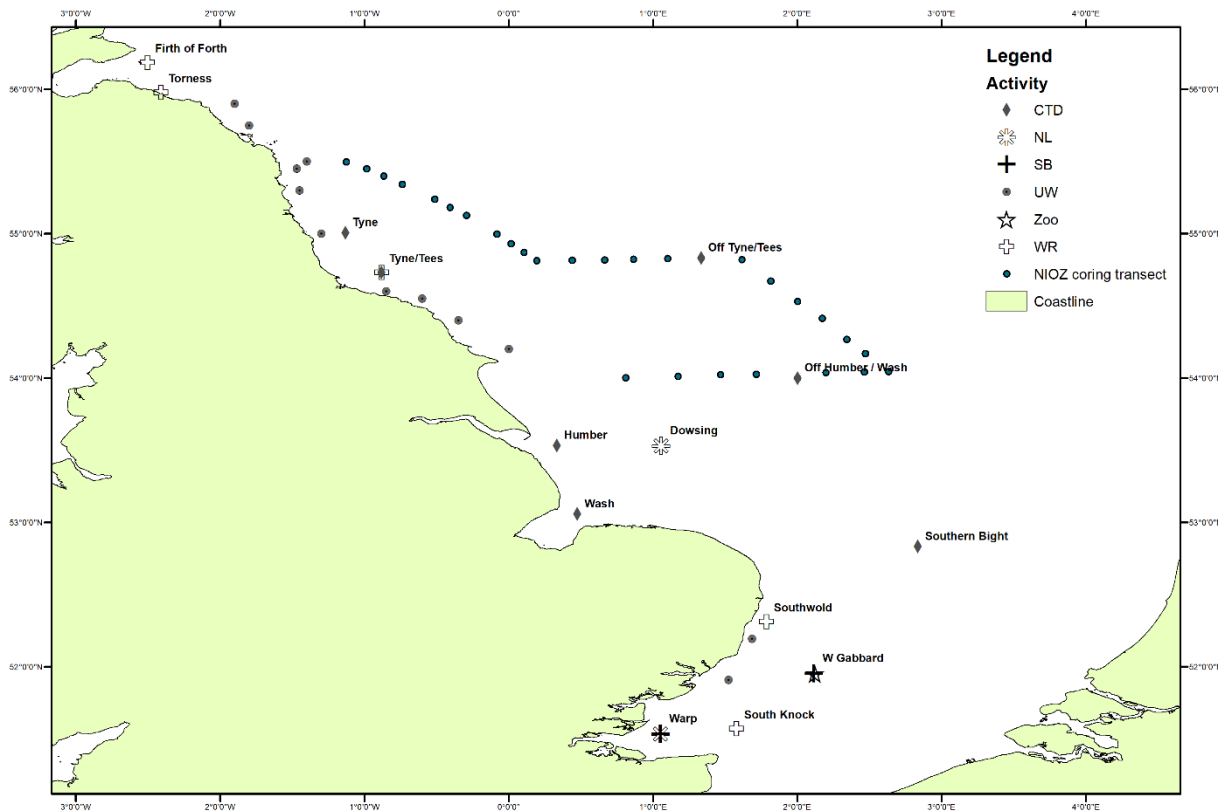 3°0'0"W 2°0'0"W 1°0'0"W 0°0'0" 1°0'0"E 2°0'0"E 3°0'0"E 4°0'0"E
Firth of Forth
Torness
56°0'0"N 56°0'0"N
Tyne
55°0'0"N 55°0'0"N
Off Tyne/Tees
Tyne/Tees
54°0'0"N 54°0'0"N
Off Humber / Wash
Humber
Dowsing
Wash
53°0'0"N 53°0'0"N
Southern Bight
Southwold
52°0'0"N 52°0'0"N
W Gabbard
Warp
South Knock
3°0'0"W 2°0'0"W 1°0'0"W 0°0'0" 1°0'0"E 2°0'0"E 3°0'0"E 4°0'0"E
Legend
Activity
CTD
NL
SB
UW
Zoo
WR
NIOZ coring transect
Coastline